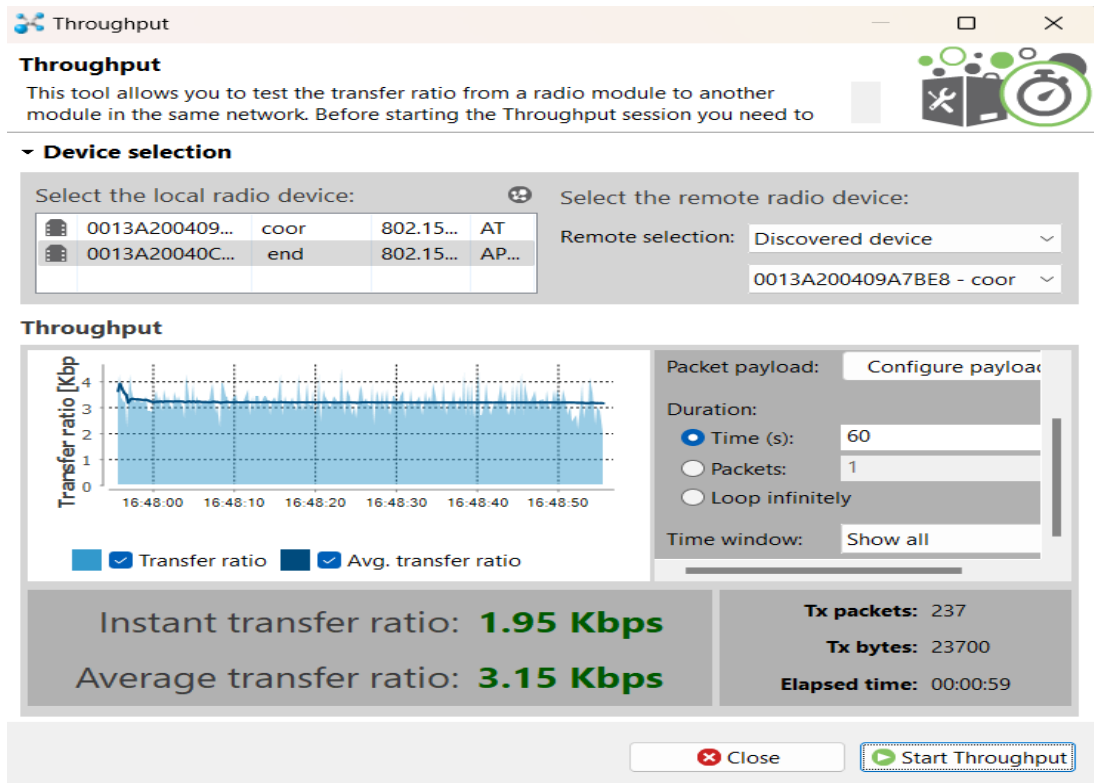 Throughput
Throughput
This tool allows you to test the transfer ratio from a radio module to another
module in the same network. Before starting the Throughput session you need to
Device selection
Select the local radio device:
0013A200409... coor 802.15... AT
0013A20040C... end 802.15... AP...
Select the remote radio device:
Remote selection: Discovered device
0013A200409A7BE8 - coor
Throughput
Transfer ratio [Kbp
4
3
2
1
0
16:48:00 16:48:10 16:48:20 16:48:30 16:48:40 16:48:50
Transfer ratio Avg. transfer ratio
Packet payload: Configure payload
Duration:
Time (s): 60
Packets: 1
Loop infinitely
Time window: Show all
Instant transfer ratio: 1.95 Kbps
Average transfer ratio: 3.15 Kbps
Tx packets: 237
Tx bytes: 23700
Elapsed time: 00:00:59
Close Start Throughput